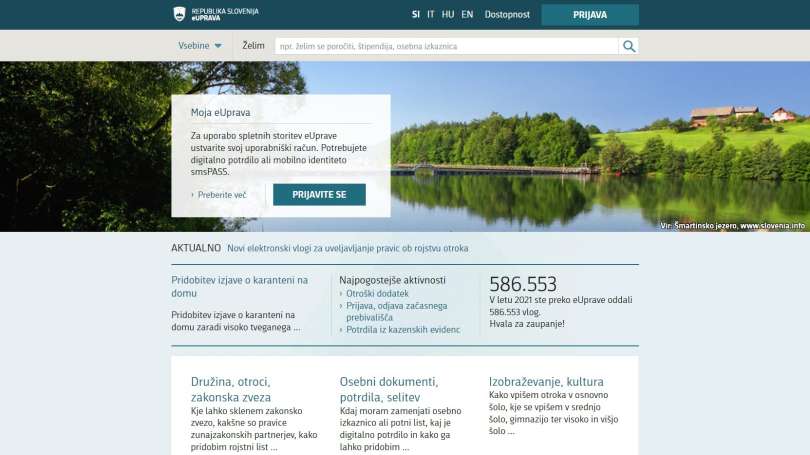 REPUBLIKA SLOVENIJA
eUPRAVA
SI IT HU EN Dostopnost PRIJAVA
Vsebine Želim npr. želim se poročiti, štipendija, osebna izkaznica
Moja eUprava
Za uporabo spletnih storitev eUprave
ustvarite svoj uporabniški račun. Potrebujete
digitalno potrdilo ali mobilno identiteto
smsPASS.
› Preberite več PRIJAVITE SE
Vir: Šmartinsko jezero, www.slovenia.info
AKTUALNO Novi elektronski vlogi za uveljavljanje pravic ob rojstvu otroka
Pridobitev izjave o karanteni na
domu
Pridobitev izjave o karanteni na
domu zaradi visoko tveganega ...
Najpogostejše aktivnosti
› Otroški dodatek
› Prijava, odjava začasnega
prebivališča
› Potrdila iz kazenskih evidenc
586.553
V letu 2021 ste preko eUprave oddali
586.553 vlog.
Hvala za zaupanje!
Družina, otroci,
zakonska zveza
Kje lahko sklenem zakonsko
zvezo, kakšne so pravice
zunajzakonskih partnerjev, kako
pridobim rojstni list ...
Osebni dokumenti,
potrdila, selitev
Kdaj moram zamenjati osebno
izkaznico ali potni list, kaj je
digitalno potrdilo in kako ga
lahko pridobim ...
Izobraževanje, kultura
Kako vpišem otroka v osnovno
šolo, kje se vpišem v srednjo
šolo, gimnazijo ter visoko in višjo
šolo ...